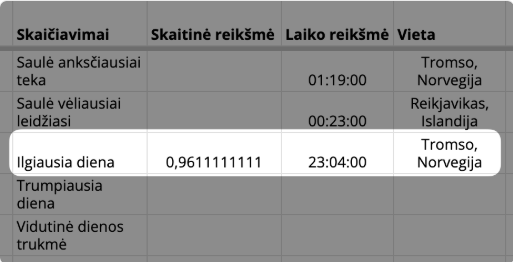 Skaičiavimai Skaitinė reikšmė Laiko reikšmė Vieta
Saulė anksčiausiai
teka 01:19:00 Tromso,
Norvegija
Saulė vėliausiai
leidžiasi 00:23:00 Reikjavikas,
Islandija
Ilgiausia diena 0,9611111111 23:04:00 Tromso,
Norvegija
Trumpiausia
diena
Vidutinė dienos
trukmė